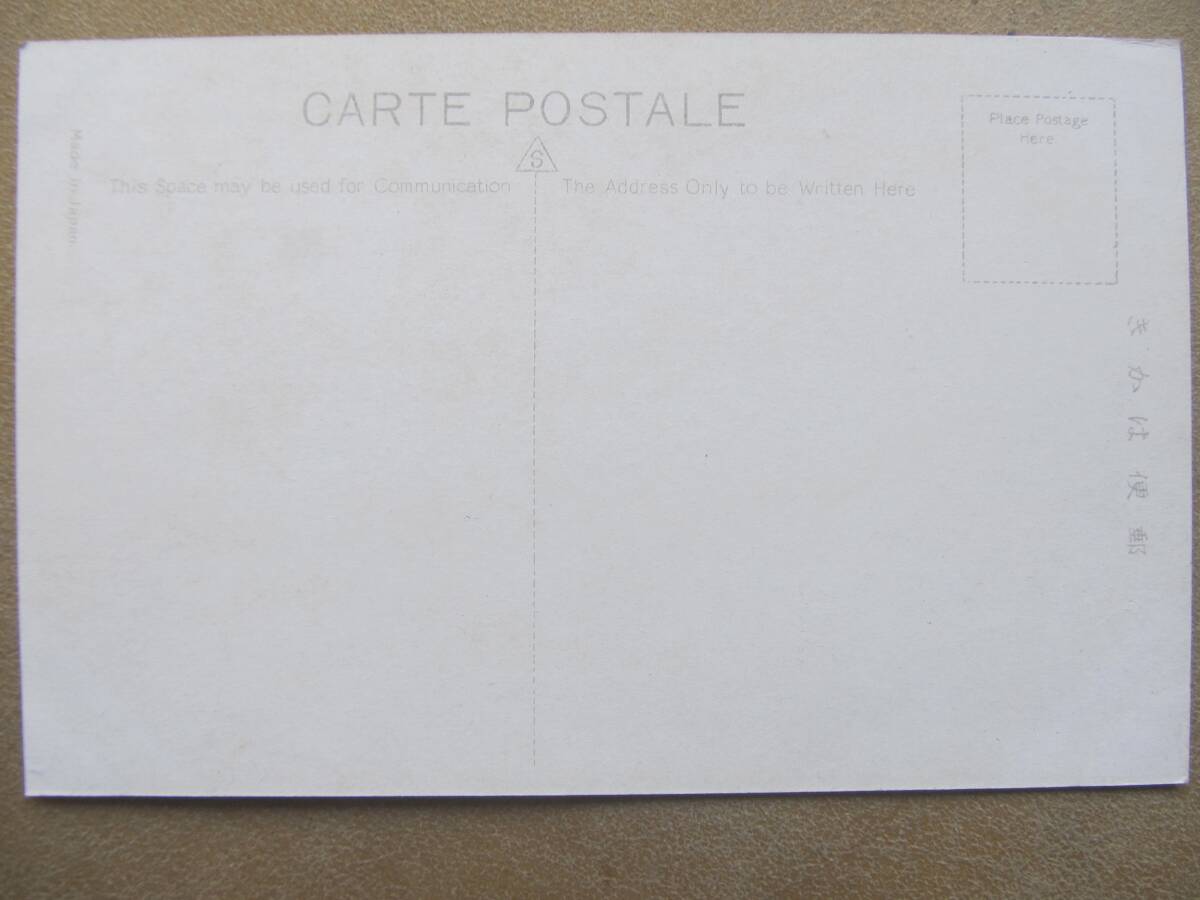 CARTE POSTALE
S
This Space may be used for Communication
The Address Only to be Written Here
Place Postage
Here
Made in Japan
きかは便郵